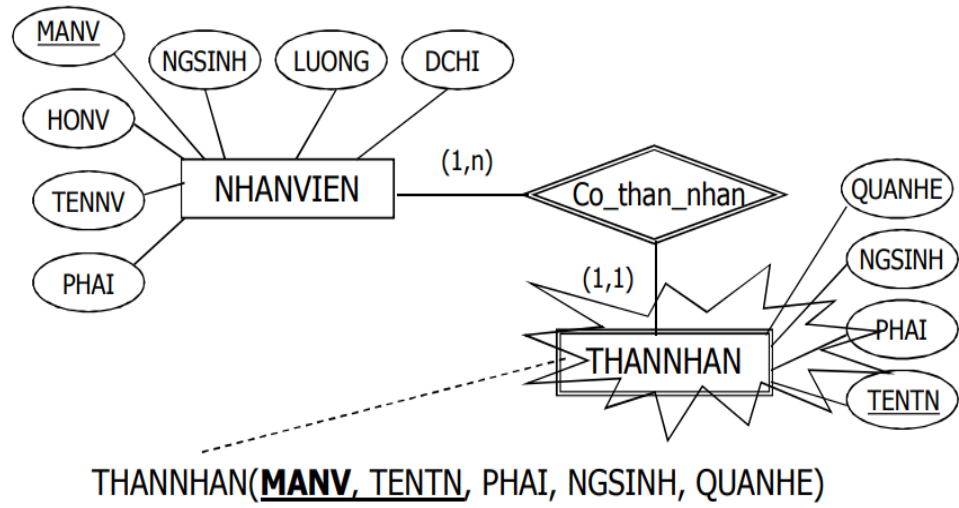 MANV
NGSINH
LUONG
DCHI
HONV
NHANVIEN
(1,n)
Co_than_nhan
QUANHE
TENNV
NGSINH
PHAI
(1,1)
PHAI
THANNHAN
TENTN
THANNHAN(MANV, TENTN, PHAI, NGSINH, QUANHE)